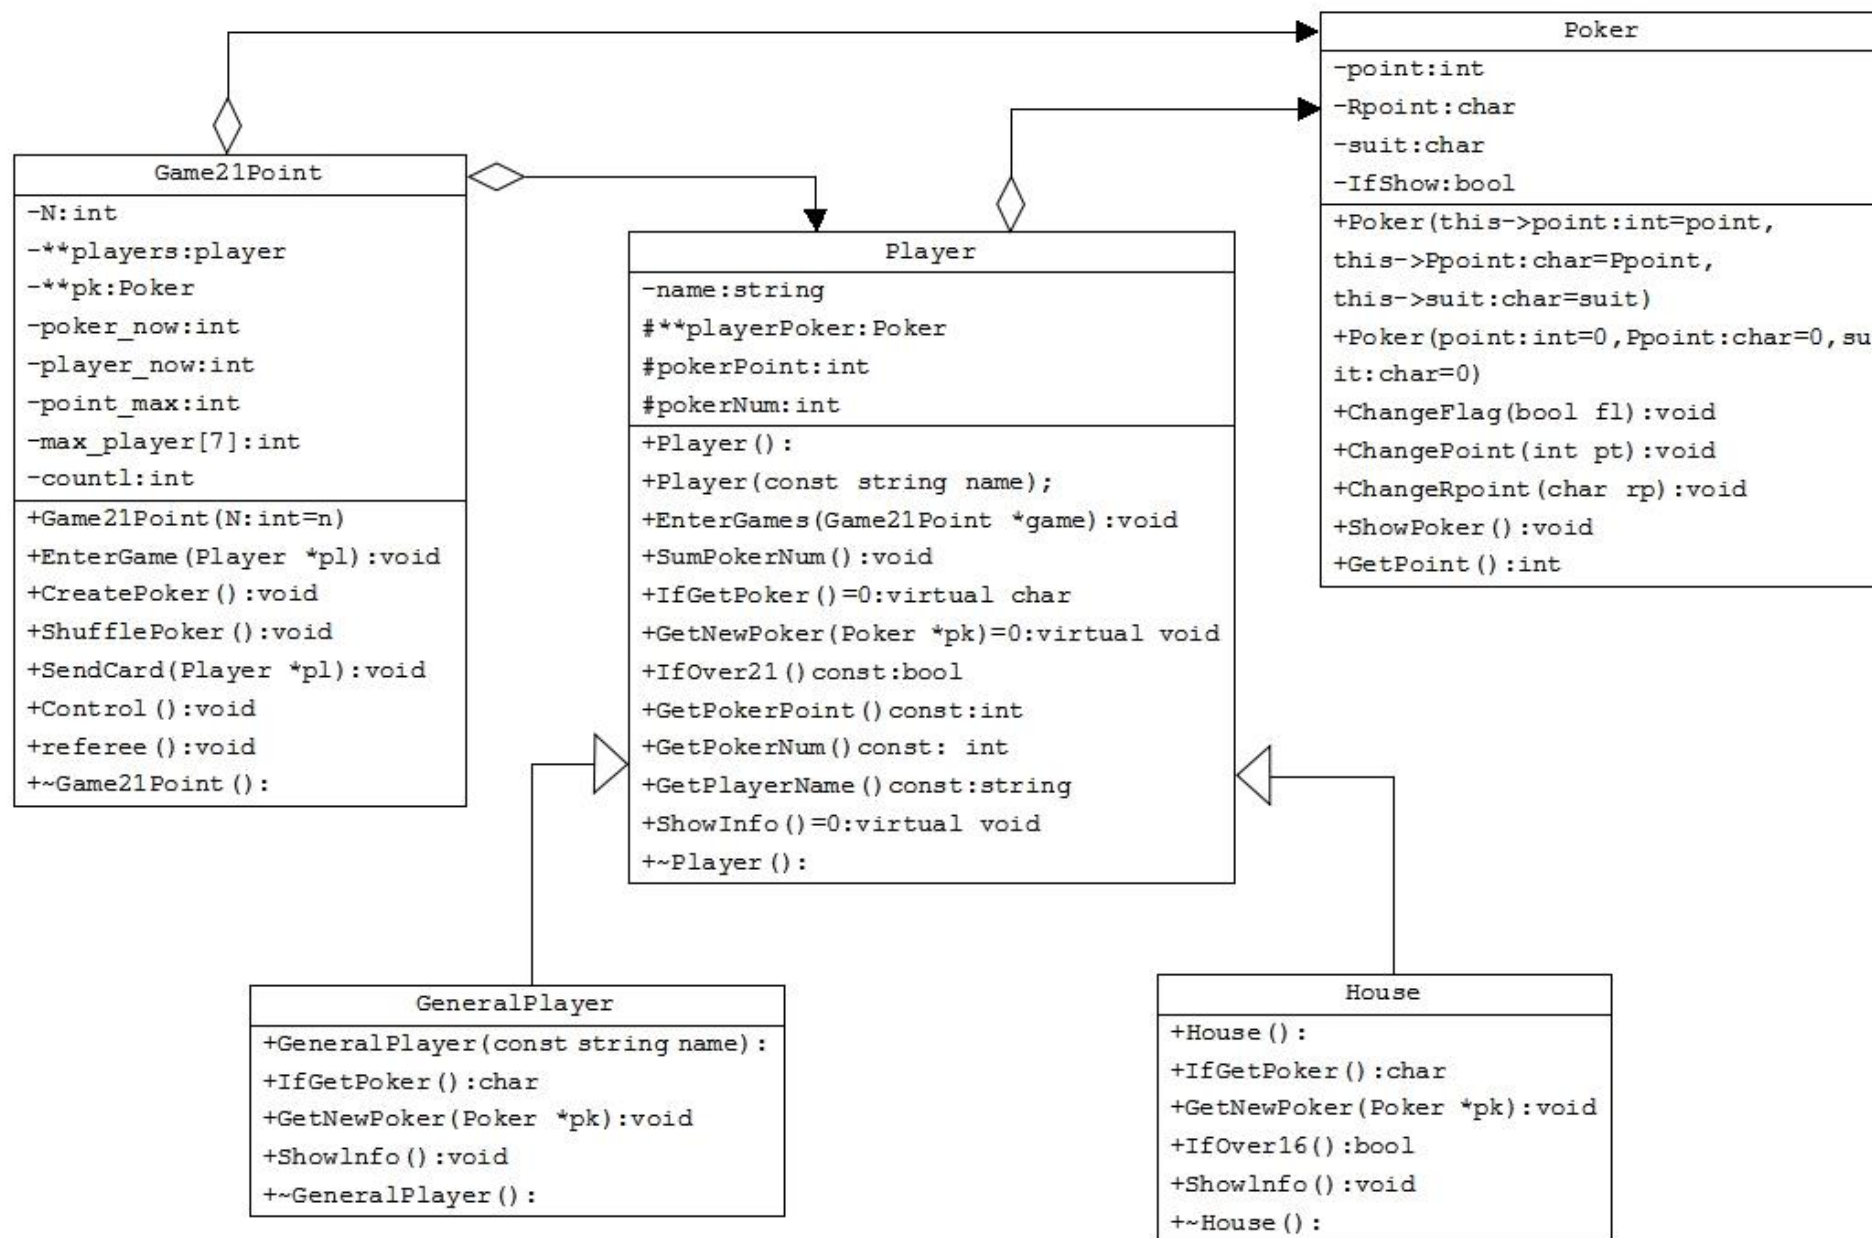 Game21Point
-N:int
-**players:player
-**pk:Poker
-poker_now:int
-player_now:int
-point_max:int
-max_player[7]:int
-countl:int
+Game21Point(N:int=n)
+EnterGame(Player *pl):void
+CreatePoker():void
+ShufflePoker():void
+SendCard(Player *pl):void
+Control():void
+referee():void
+~Game21Point():
Player
-name:string
#**playerPoker:Poker
#pokerPoint:int
#pokerNum:int
+Player():
+Player(const string name);
+EnterGames(Game21Point *game):void
+SumPokerNum():void
+IfGetPoker()=0:virtual char
+GetNewPoker(Poker *pk)=0:virtual void
+IfOver21()const:bool
+GetPokerPoint()const:int
+GetPokerNum()const: int
+GetPlayerName()const:string
+ShowInfo()=0:virtual void
+~Player():
Poker
-point:int
-Rpoint:char
-suit:char
-IfShow:bool
+Poker(this->point:int=point,
this->Ppoint:char=Ppoint,
this->suit:char=suit)
+Poker(point:int=0,Ppoint:char=0,su
it:char=0)
+ChangeFlag(bool fl):void
+ChangePoint(int pt):void
+ChangeRpoint(char rp):void
+ShowPoker():void
+GetPoint():int
GeneralPlayer
+GeneralPlayer(const string name):
+IfGetPoker():char
+GetNewPoker(Poker *pk):void
+Showlnfo():void
+~GeneralPlayer():
House
+House():
+IfGetPoker():char
+GetNewPoker(Poker *pk):void
+IfOver16():bool
+Showlnfo():void
+~House():